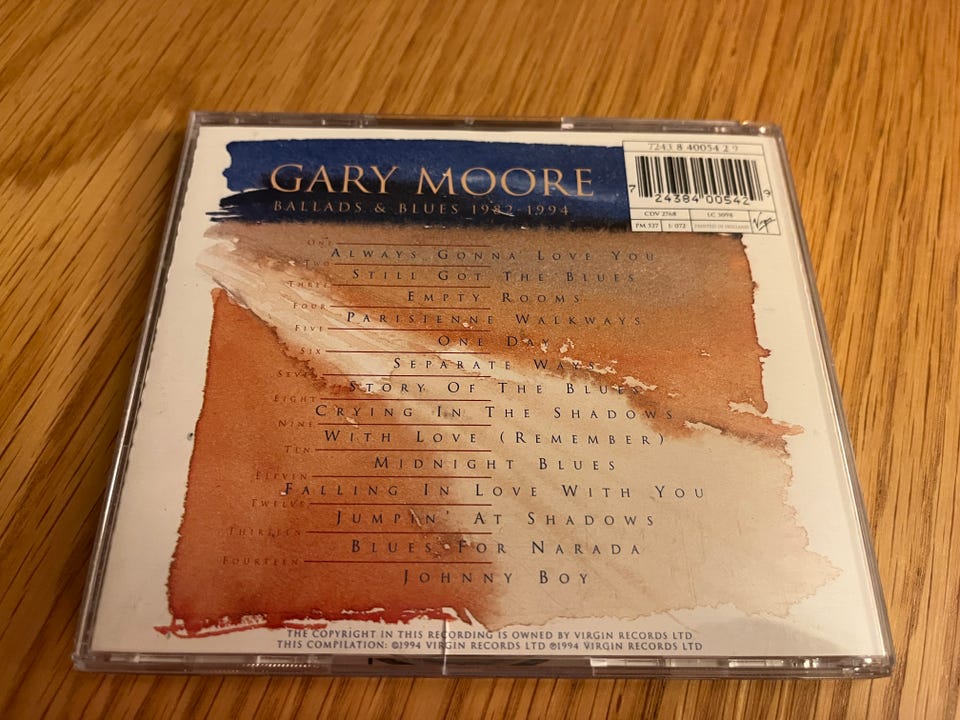 GARY MOORE
BALLADS & BLUES 1982-1994
7243 8 40054 2 9
7 24384 00542 9
CDV 2768 LC 3098
PM 527 F: 072 PRINTED IN HOLLAND Virgin
ONE
ALWAYS GONNA LOVE YOU
TWO
STILL GOT THE BLUES
THREE
EMPTY ROOMS
FOUR
PARISIENNE WALKWAYS
FIVE
ONE DAY
SIX
SEPARATE WAYS
SEVEN
STORY OF THE BLUES
EIGHT
CRYING IN THE SHADOWS
NINE
WITH LOVE (REMEMBER)
TEN
MIDNIGHT BLUES
ELEVEN
FALLING IN LOVE WITH YOU
TWELVE
JUMPIN' AT SHADOWS
THIRTEEN
BLUES FOR NARADA
FOURTEEN
JOHNNY BOY
THE COPYRIGHT IN THIS RECORDING IS OWNED BY VIRGIN RECORDS LTD
THIS COMPILATION: ℗1994 VIRGIN RECORDS LTD ©1994 VIRGIN RECORDS LTD